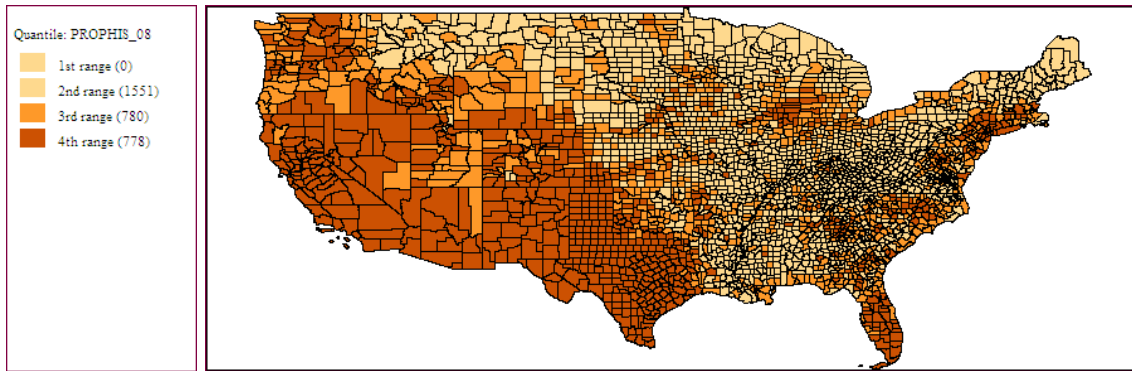 Quantile: PROPHIS_08
1st range (0)
2nd range (1551)
3rd range (780)
4th range (778)